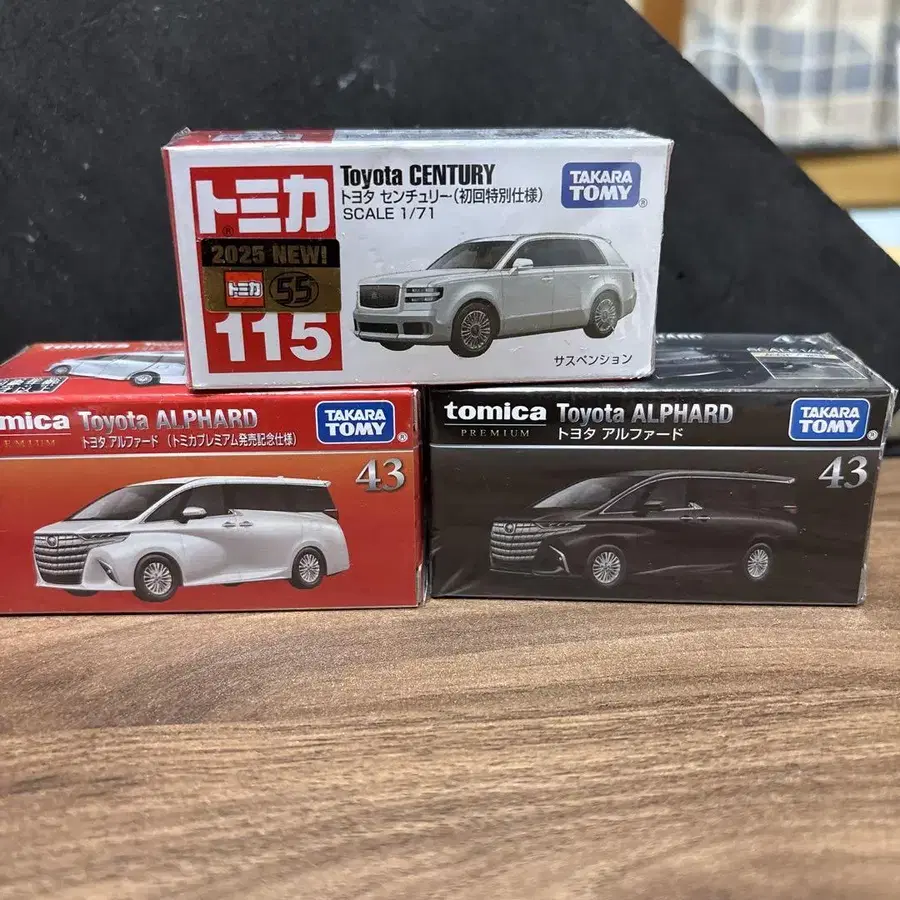 トミカ
Toyota CENTURY
トヨタ センチュリー(初回特別仕様)
SCALE 1/71
TAKARA
TOMY
®
®
2025 NEW!
トミカ 55
115
サスペンション
43
tomica Toyota ALPHARD
PREMIUM
トヨタ アルファード (トミカプレミアム発売記念仕様)
TAKARA
TOMY
®
43
tomica Toyota ALPHARD
PREMIUM
トヨタ アルファード
TAKARA
TOMY
®
43